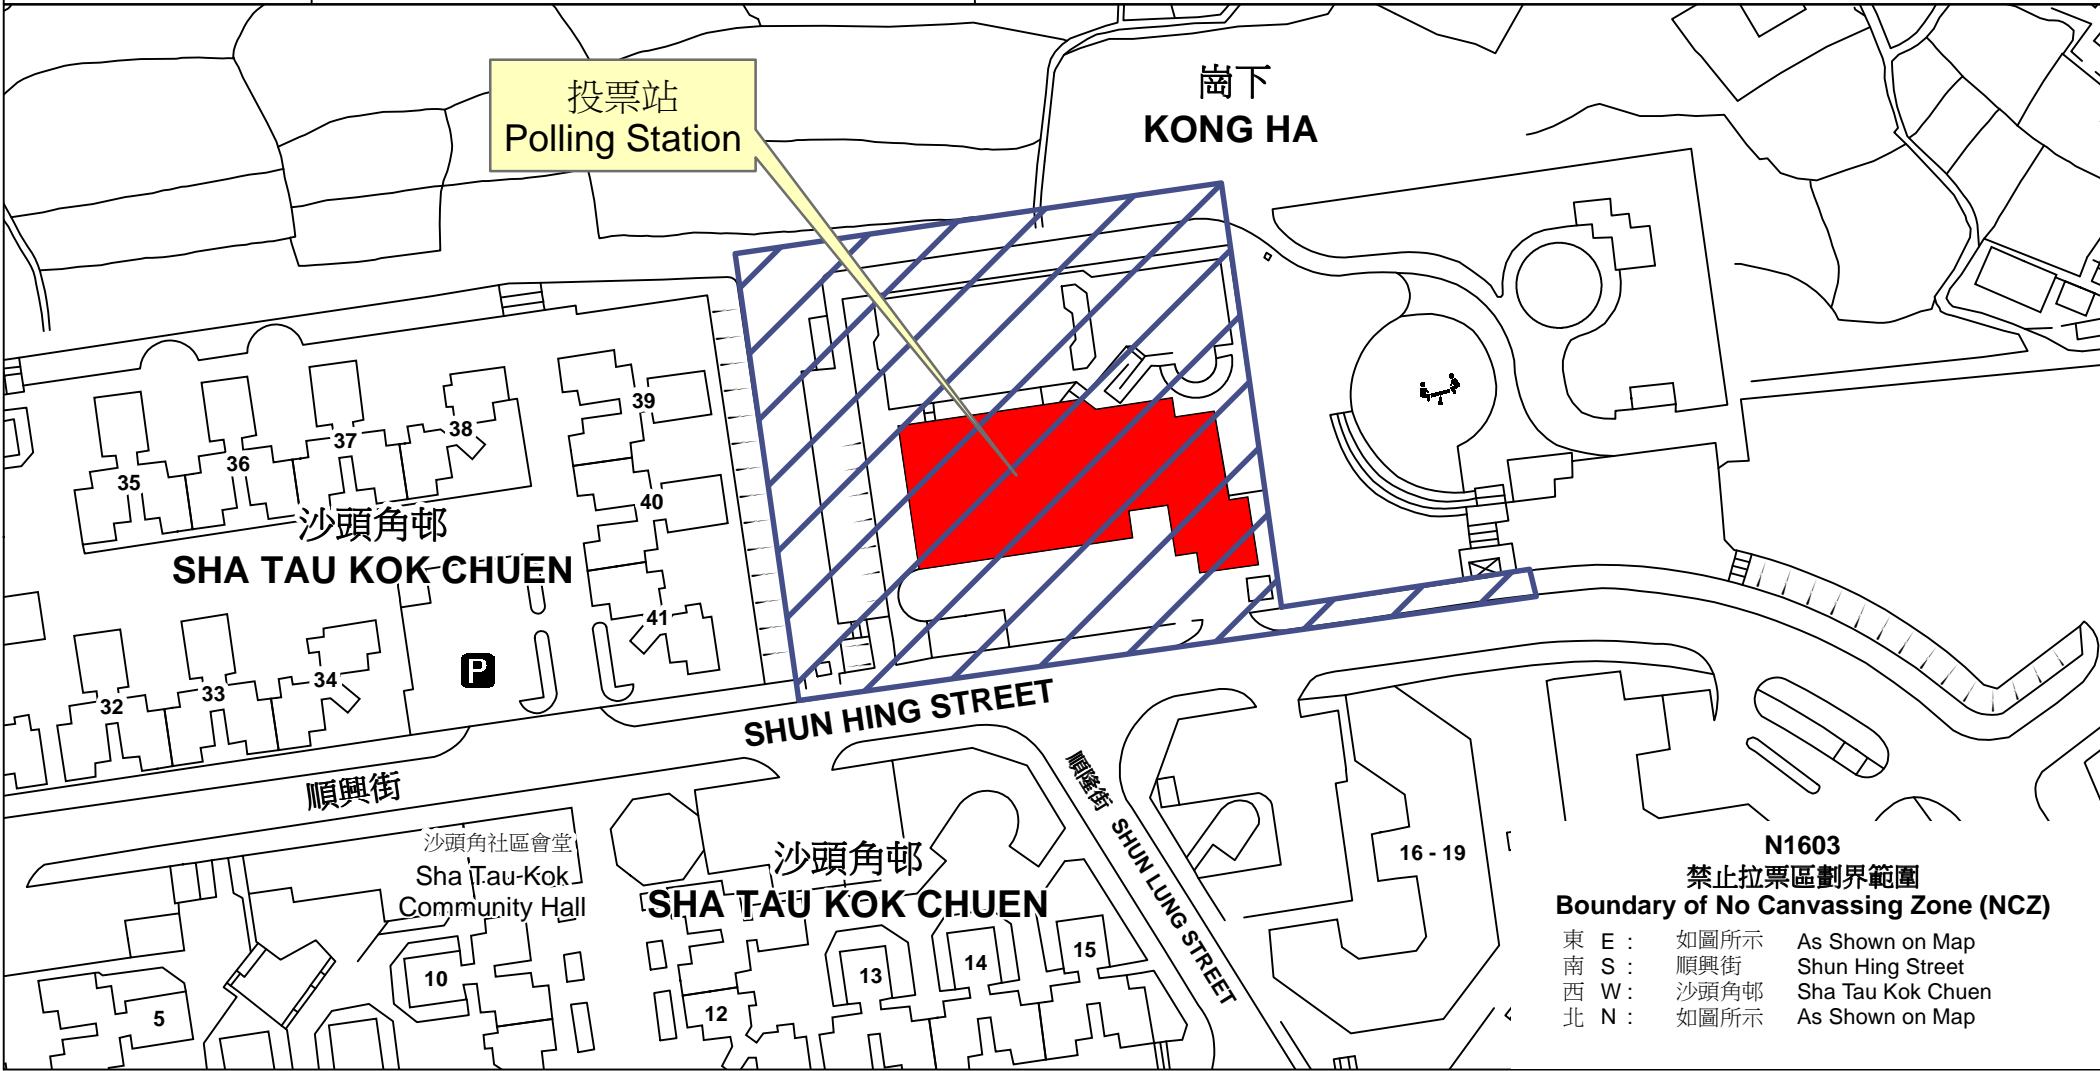 投票站
Polling Station
崗下
KONG HA
39
38
37
36
35
40
沙頭角邨
SHA TAU KOK CHUEN
41
34
33
32
P
SHUN HING STREET
順興街
順隆街 SHUN LUNG STREET
沙頭角社區會堂
Sha Tau Kok
Community Hall
沙頭角邨
SHA TAU KOK CHUEN
16 - 19
15
14
13
10
12
5
N1603
禁止拉票區劃界範圍
Boundary of No Canvassing Zone (NCZ)
東 E : 如圖所示 As Shown on Map
南 S : 順興街 Shun Hing Street
西 W : 沙頭角邨 Sha Tau Kok Chuen
北 N : 如圖所示 As Shown on Map